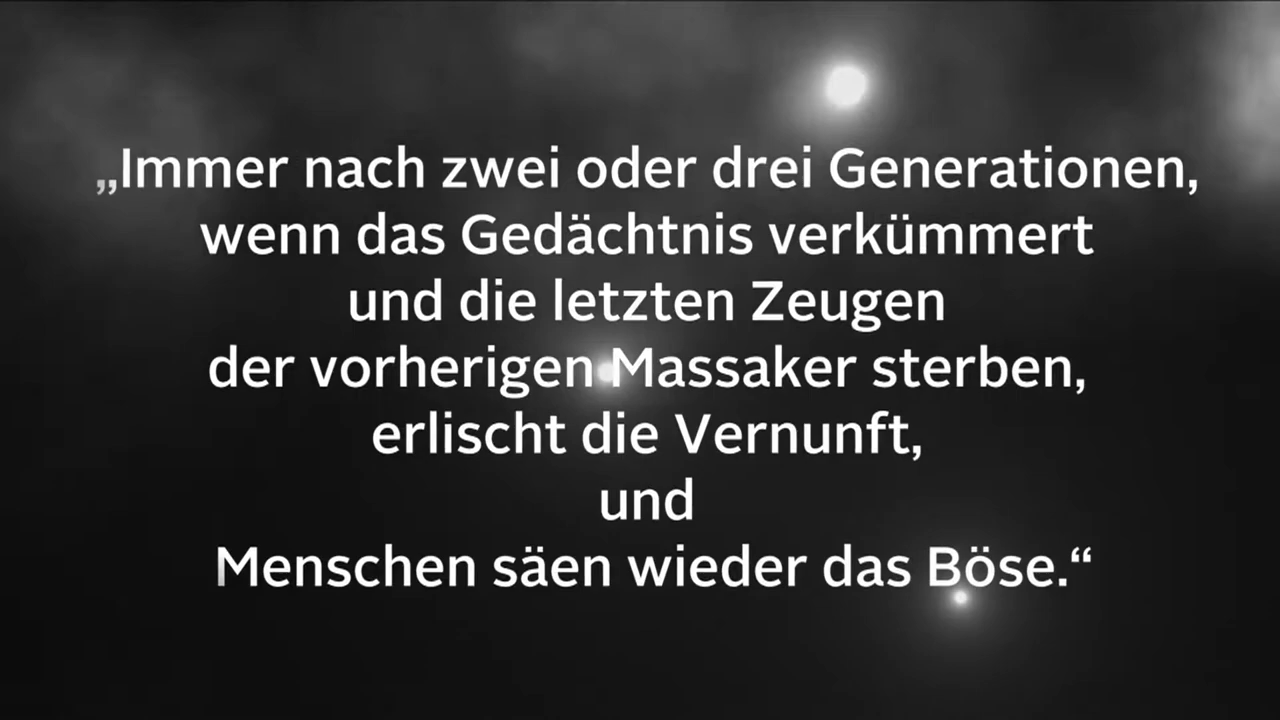 „Immer nach zwei oder drei Generationen,
wenn das Gedächtnis verkümmert
und die letzten Zeugen
der vorherigen Massaker sterben,
erlischt die Vernunft,
und
Menschen säen wieder das Böse.“